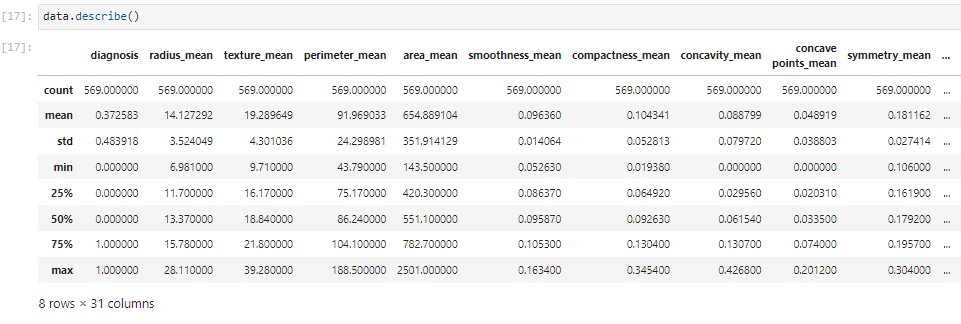 [17]: data.describe()
[17]:
diagnosis radius_mean texture_mean perimeter_mean area_mean smoothness_mean compactness_mean concavity_mean concave points_mean symmetry_mean ...
count 569.000000 569.000000 569.000000 569.000000 569.000000 569.000000 569.000000 569.000000 569.000000 569.000000 ...
mean 0.372583 14.127292 19.289649 91.969033 654.889104 0.096360 0.104341 0.088799 0.048919 0.181162 ...
std 0.483918 3.524049 4.301036 24.298981 351.914129 0.014064 0.052813 0.079720 0.038803 0.027414 ...
min 0.000000 6.981000 9.710000 43.790000 143.500000 0.052630 0.019380 0.000000 0.000000 0.106000 ...
25% 0.000000 11.700000 16.170000 75.170000 420.300000 0.086370 0.064920 0.029560 0.020310 0.161900 ...
50% 0.000000 13.370000 18.840000 86.240000 551.100000 0.095870 0.092630 0.061540 0.033500 0.179200 ...
75% 1.000000 15.780000 21.800000 104.100000 782.700000 0.105300 0.130400 0.130700 0.074000 0.195700 ...
max 1.000000 28.110000 39.280000 188.500000 2501.000000 0.163400 0.345400 0.426800 0.201200 0.304000 ...
8 rows × 31 columns